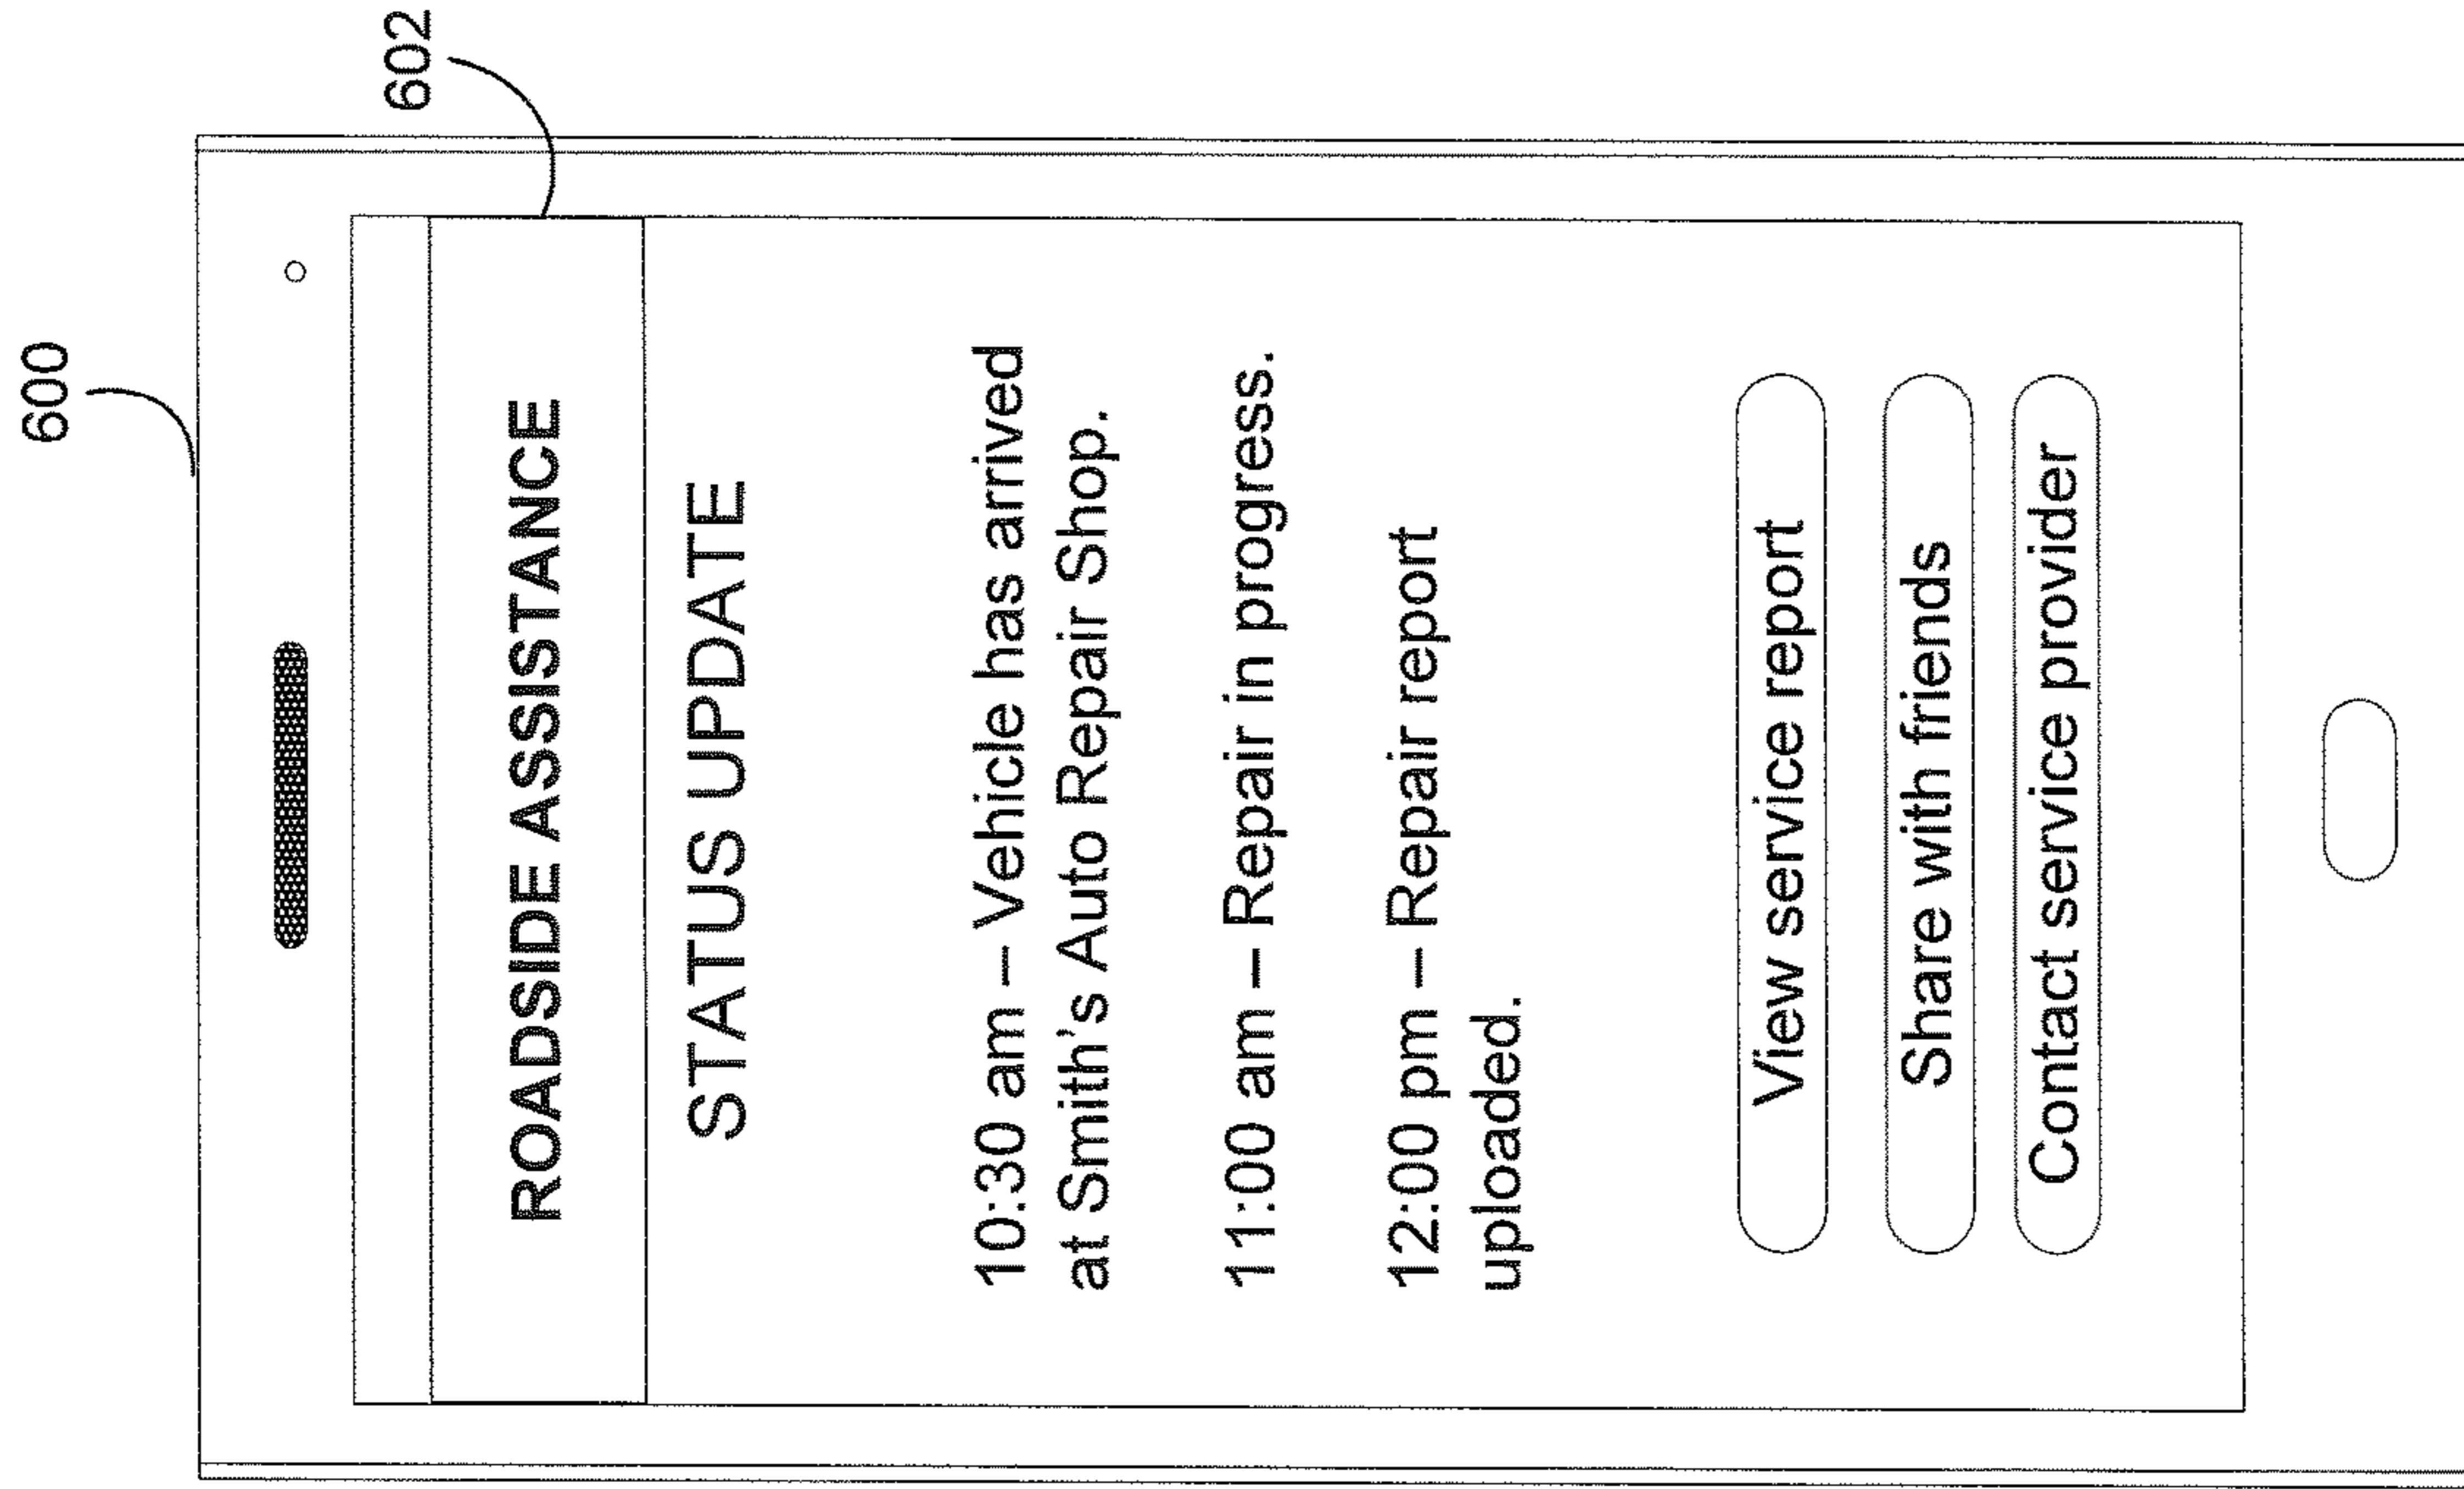 600
602
ROADSIDE ASSISTANCE
STATUS UPDATE
10:30 am – Vehicle has arrived
at Smith's Auto Repair Shop.
11:00 am – Repair in progress.
12:00 pm – Repair report
uploaded.
View service report
Share with friends
Contact service provider